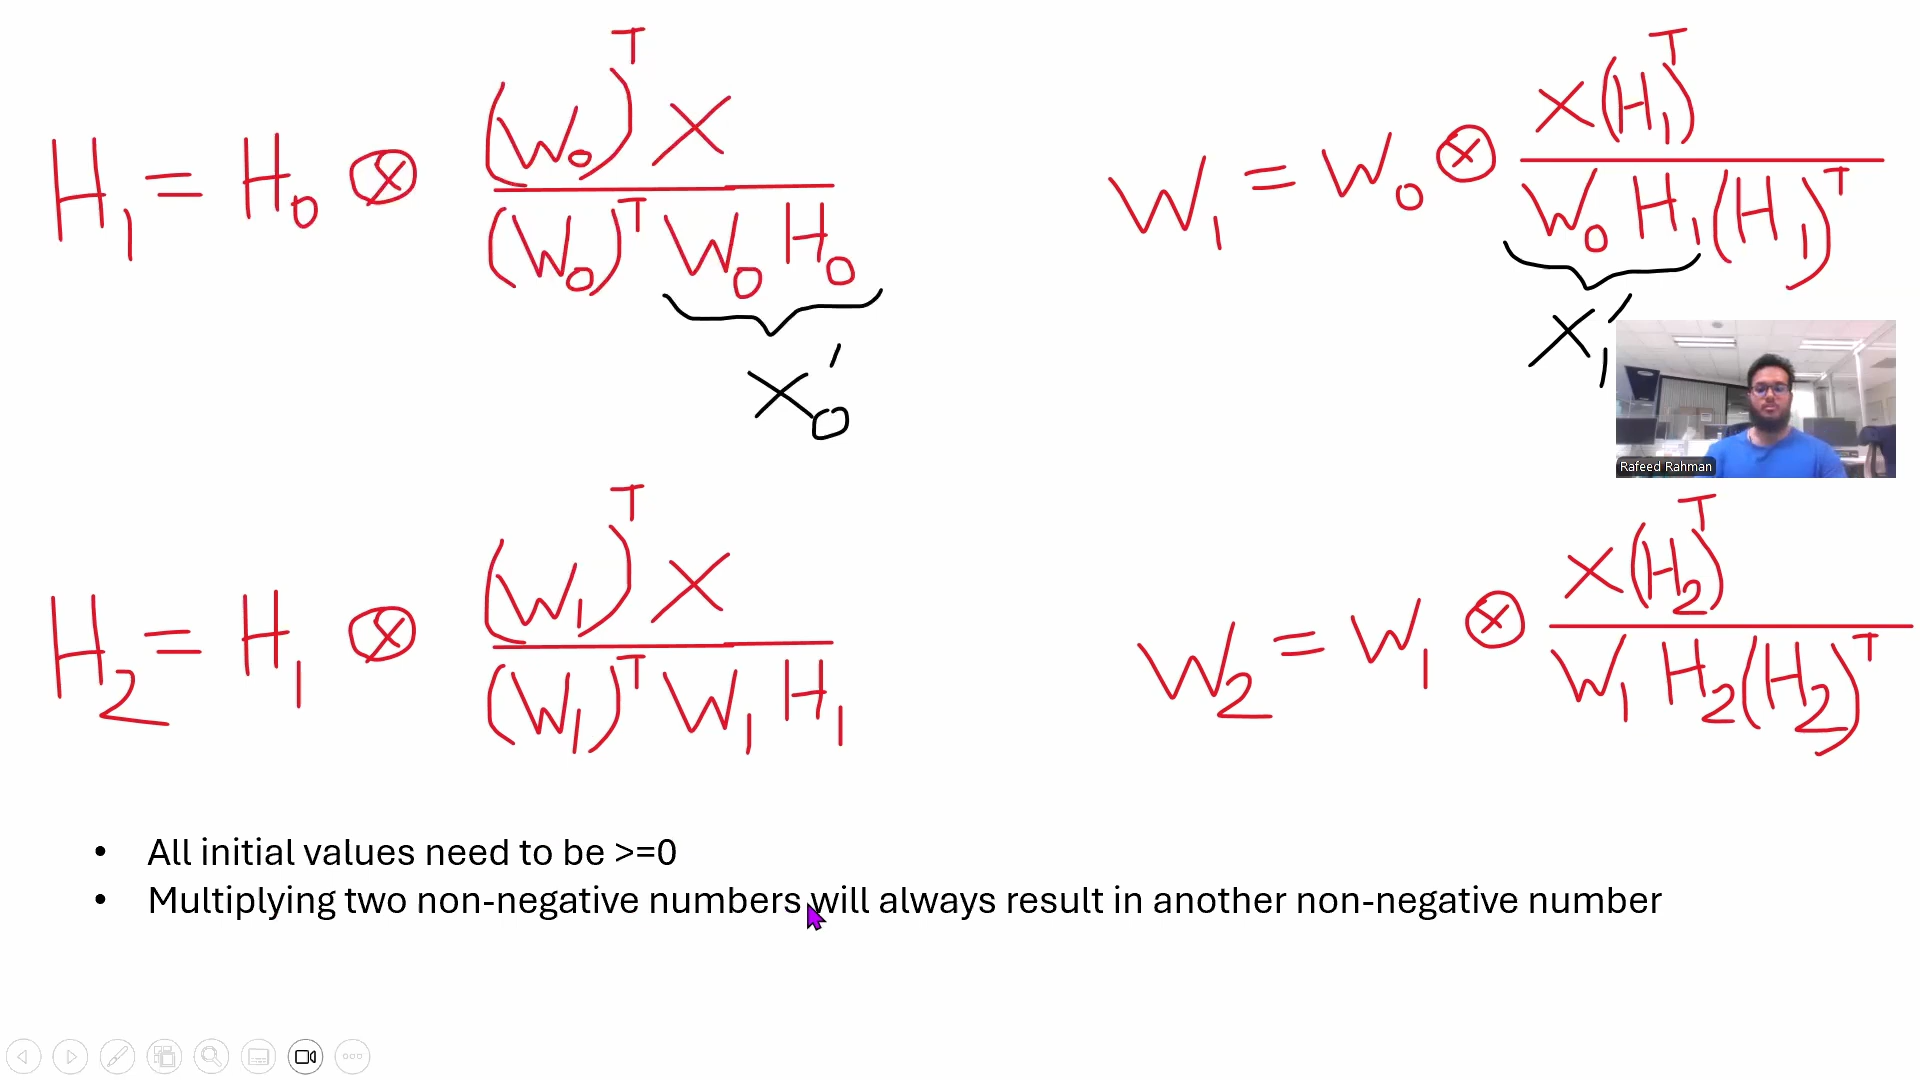 H₁ = H₀ ⊗ (W₀)ᵀ X / (W₀)ᵀ W₀ H₀
X₀′
W₁ = W₀ ⊗ X(H₁)ᵀ / W₀ H₁(H₁)ᵀ
X₁′
Rafeed Rahman
H₂ = H₁ ⊗ (W₁)ᵀ X / (W₁)ᵀ W₁ H₁
W₂ = W₁ ⊗ X(H₂)ᵀ / W₁ H₂(H₂)ᵀ
• All initial values need to be >=0
• Multiplying two non-negative numbers will always result in another non-negative number